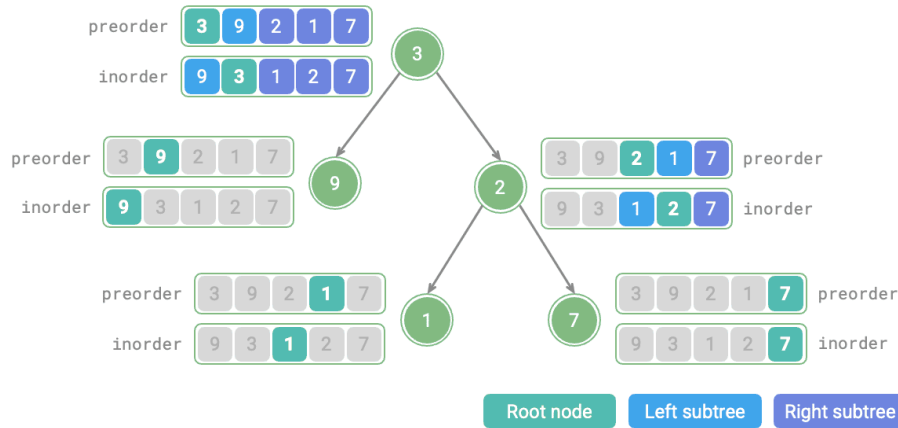 preorder 3 9 2 1 7
3
inorder 9 3 1 2 7
preorder 3 9 2 1 7
9
inorder 9 3 1 2 7
2
3 9 2 1 7 preorder
9 3 1 2 7 inorder
preorder 3 9 2 1 7
1
inorder 9 3 1 2 7
7
3 9 2 1 7 preorder
9 3 1 2 7 inorder
Root node
Left subtree
Right subtree